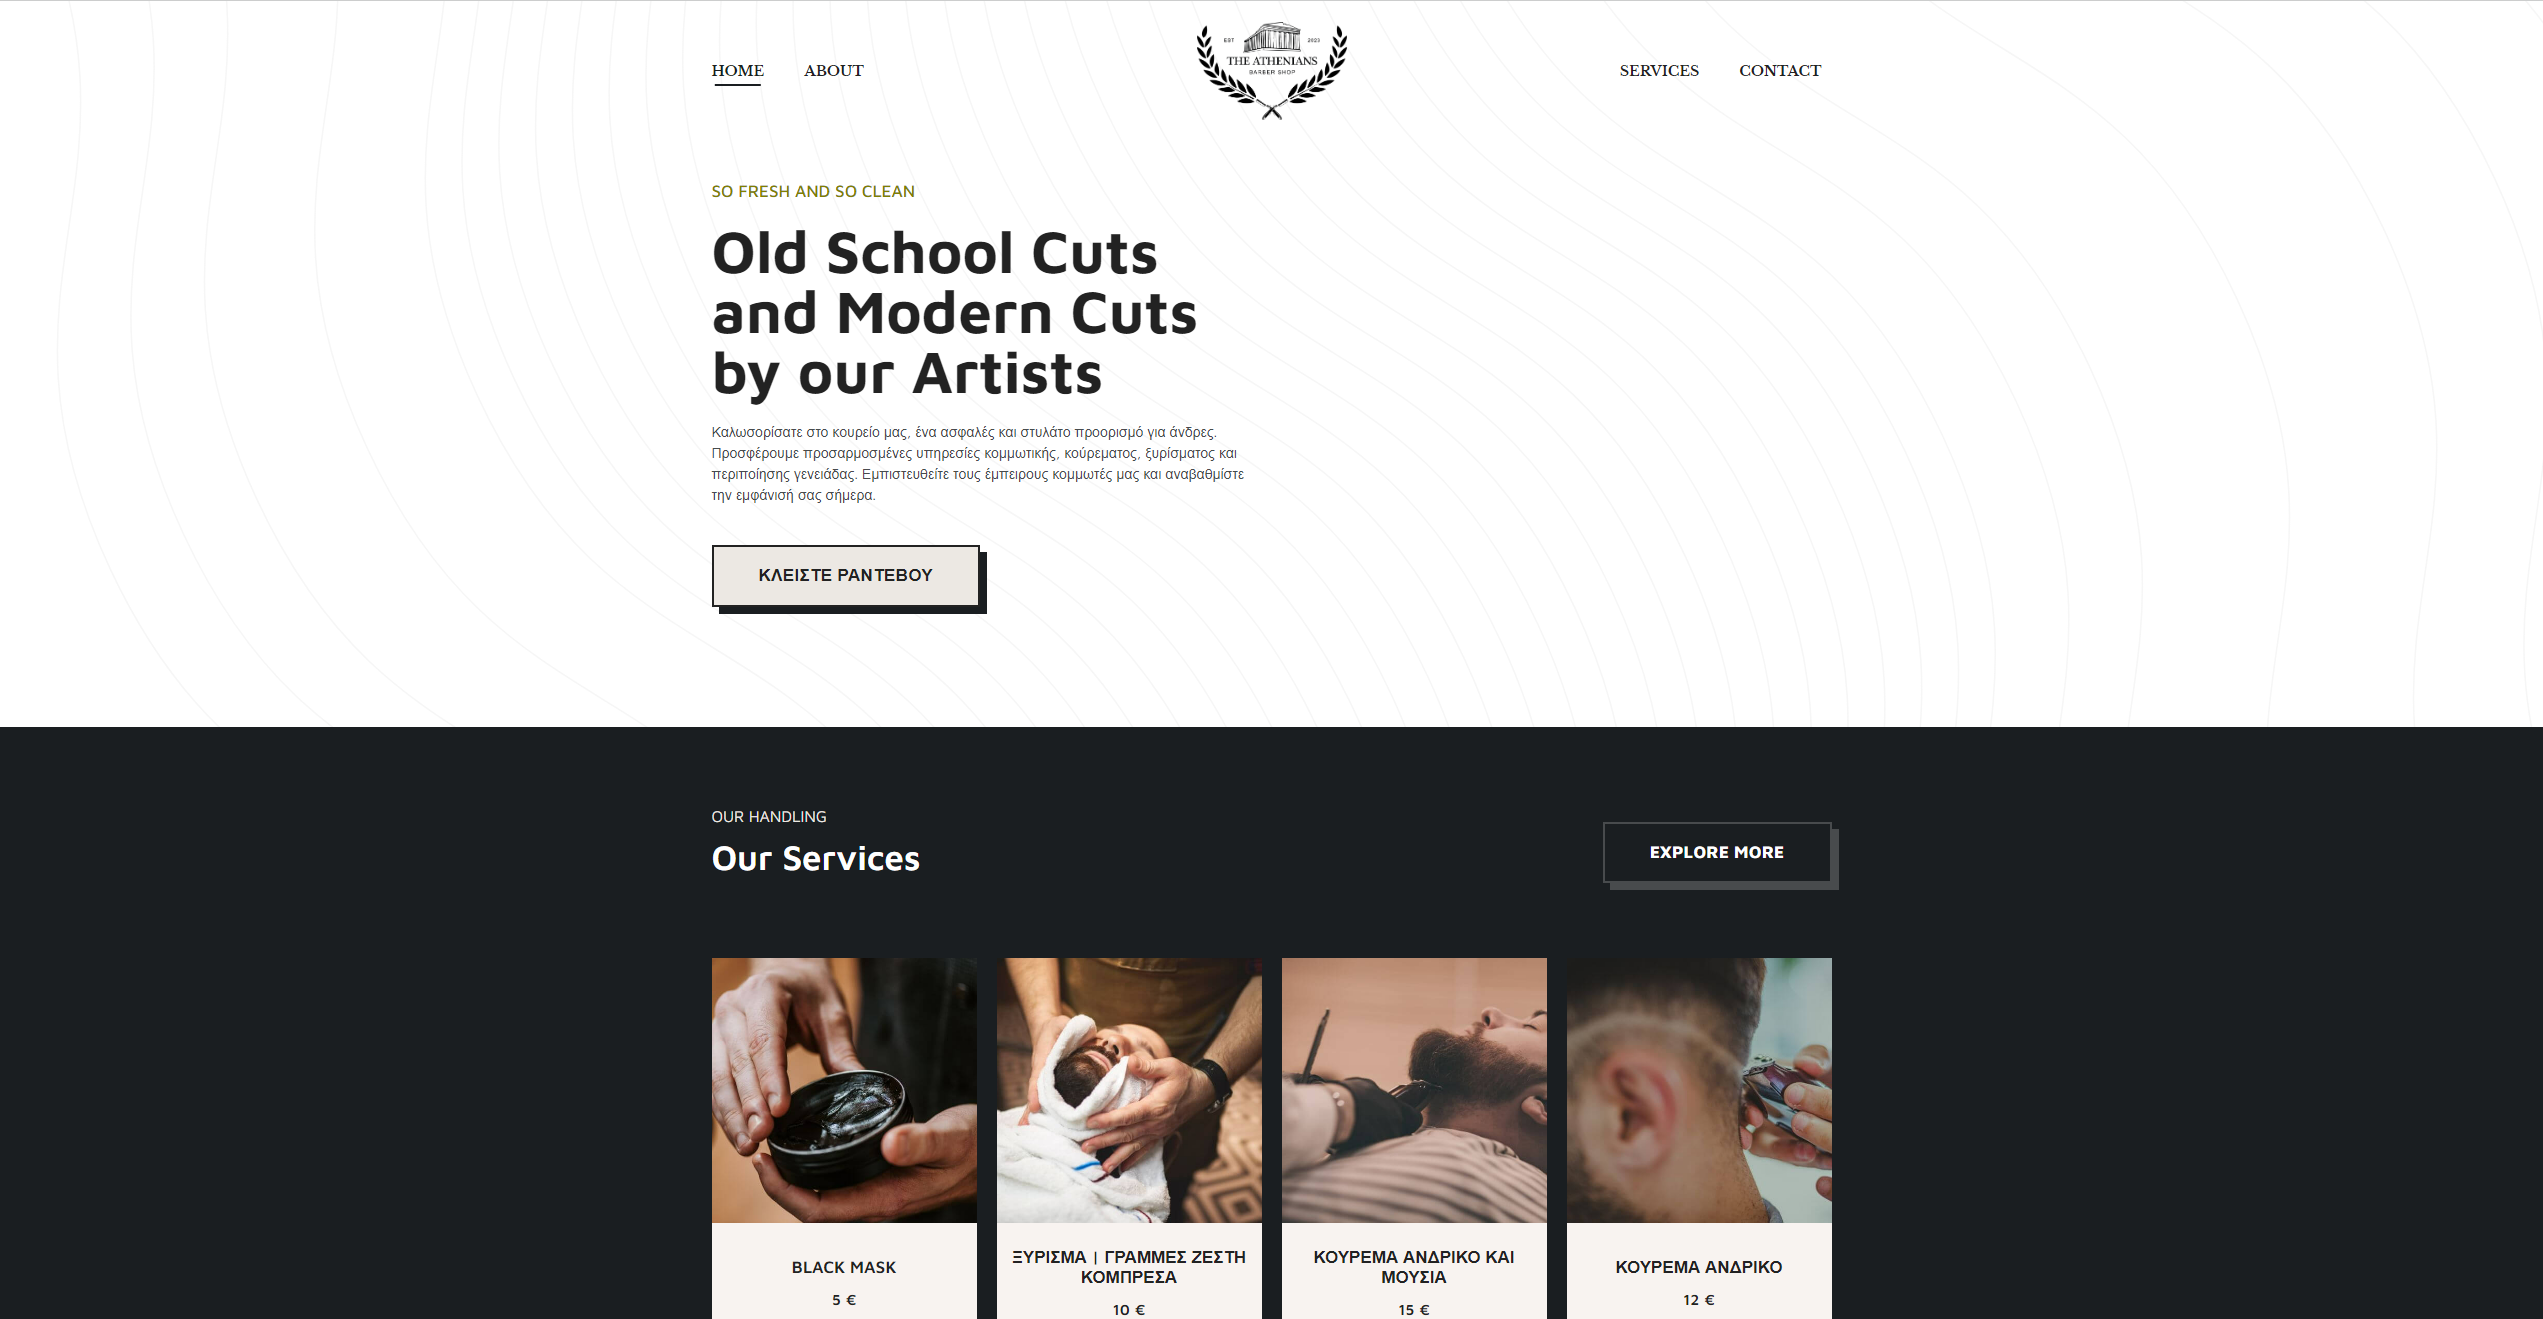 HOME
ABOUT
EST
2023
THE ATHENIANS
BARBER SHOP
SERVICES
CONTACT
SO FRESH AND SO CLEAN
Old School Cuts
and Modern Cuts
by our Artists
Καλωσορίσατε στο κουρείο μας, ένα ασφαλές και στυλάτο προορισμό για άνδρες.
Προσφέρουμε προσαρμοσμένες υπηρεσίες κομμωτικής, κούρεματος, ξυρίσματος και
περιποίησης γενειάδας. Εμπιστευθείτε τους έμπειρους κομμωτές μας και αναβαθμίστε
την εμφάνισή σας σήμερα.
ΚΛΕΙΣΤΕ ΡΑΝΤΕΒΟΥ
OUR HANDLING
Our Services
EXPLORE MORE
BLACK MASK
5 €
ΞΥΡΙΣΜΑ | ΓΡΑΜΜΕΣ ΖΕΣΤΗ
ΚΟΜΠΡΕΣΑ
10 €
ΚΟΥΡΕΜΑ ΑΝΔΡΙΚΟ ΚΑΙ
ΜΟΥΣΙΑ
15 €
ΚΟΥΡΕΜΑ ΑΝΔΡΙΚΟ
12 €